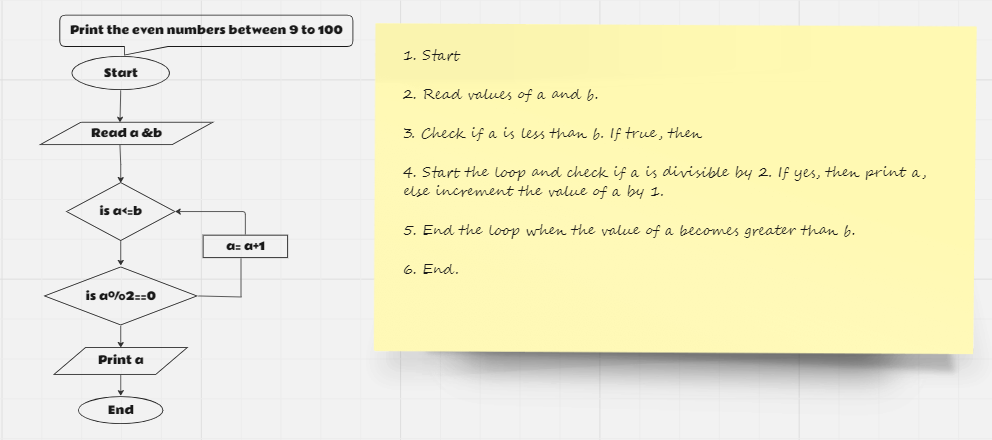 Print the even numbers between 9 to 100
Start
Read a &b
is a<=b
a= a+1
is a%2==0
Print a
End
1. Start
2. Read values of a and b.
3. Check if a is less than b. If true, then
4. Start the loop and check if a is divisible by 2. If yes, then print a,
else increment the value of a by 1.
5. End the loop when the value of a becomes greater than b.
6. End.